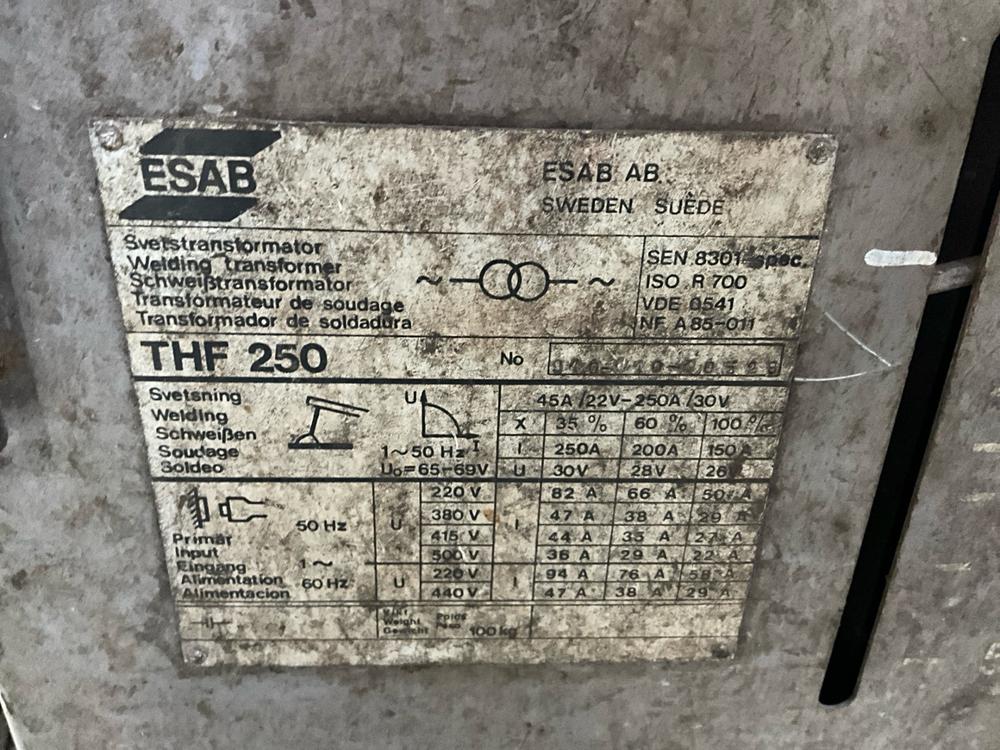 ESAB
ESAB AB
SWEDEN SUÈDE
Svetstransformator
Welding transformer
Schweißtransformator
Transformateur de soudage
Transformador de soldadura
SEN 8301 spec.
ISO R 700
VDE 0541
NF A85-011
THF 250
No
Svetsning
Welding
Schweißen
Soudage
Soldeo
U
I
1~50 Hz
U₀=65-69V
45A/22V-250A/30V
X 35 % 60 % 100 %
I 250A 200A 150A
U 30V 28V 26V
50 Hz
Primär
Input
Eingang
Alimentation
Alimentacion
1~
60 Hz
U I
220 V 82 A 66 A 50 A
380 V 47 A 38 A 29 A
415 V 44 A 35 A 27 A
500 V 36 A 29 A 22 A
U I
220 V 94 A 76 A 58 A
440 V 47 A 38 A 29 A
Weight
Gewicht
Poids
Peso
100 kg